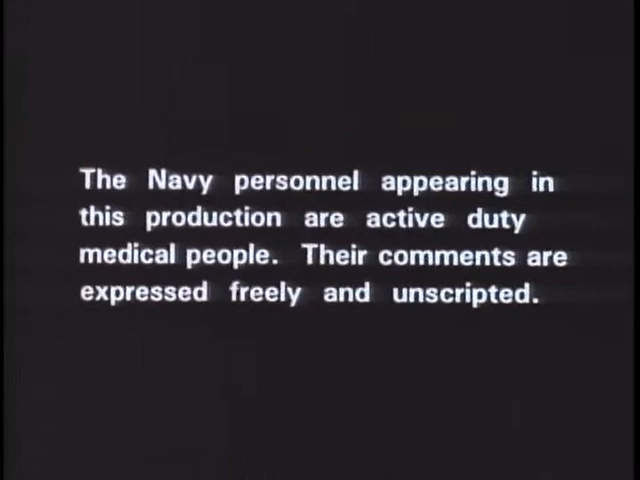 The Navy personnel appearing in
this production are active duty
medical people. Their comments are
expressed freely and unscripted.